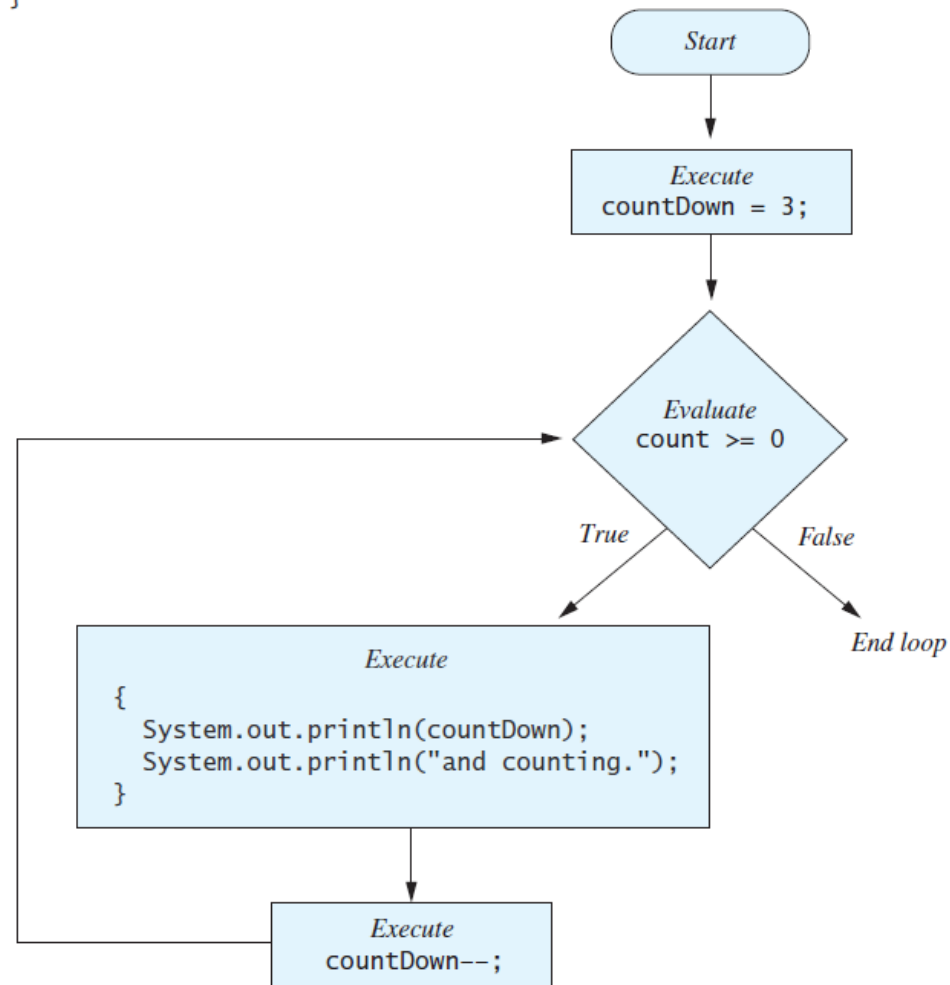 }
Start
Execute
countDown = 3;
Evaluate
count >= 0
True
False
End loop
Execute
{
System.out.println(countDown);
System.out.println("and counting.");
}
Execute
countDown--;